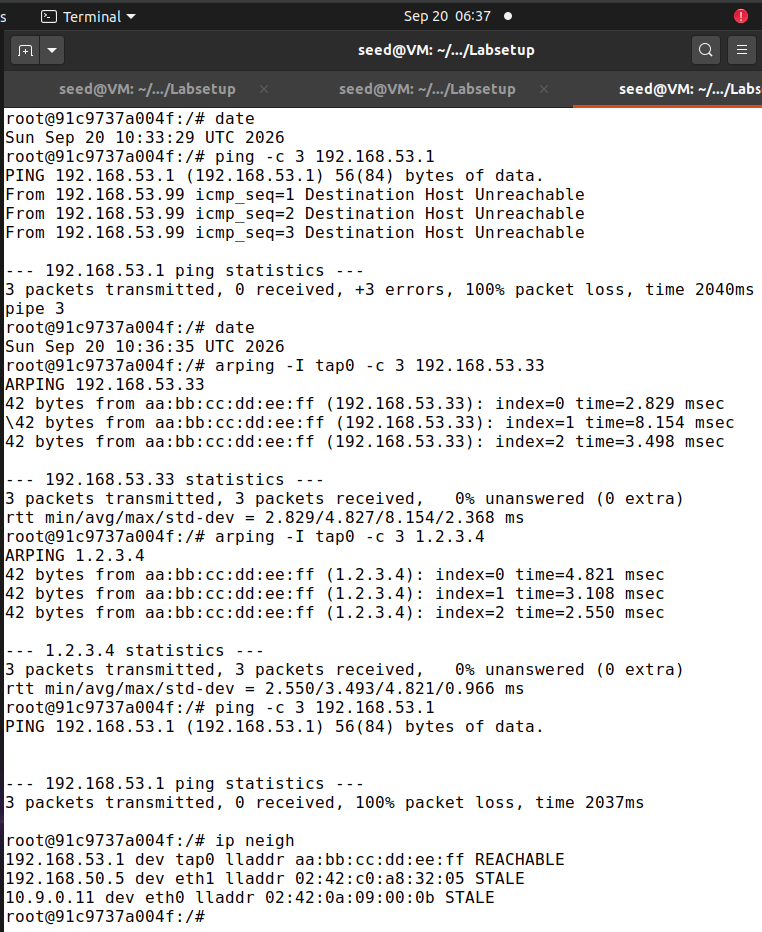 s
Terminal
Sep 20 06:37
seed@VM: ~/.../Labsetup
seed@VM: ~/.../Labsetup × seed@VM: ~/.../Labsetup × seed@VM: ~/.../Labs
root@91c9737a004f:/# date
Sun Sep 20 10:33:29 UTC 2026
root@91c9737a004f:/# ping -c 3 192.168.53.1
PING 192.168.53.1 (192.168.53.1) 56(84) bytes of data.
From 192.168.53.99 icmp_seq=1 Destination Host Unreachable
From 192.168.53.99 icmp_seq=2 Destination Host Unreachable
From 192.168.53.99 icmp_seq=3 Destination Host Unreachable

--- 192.168.53.1 ping statistics ---
3 packets transmitted, 0 received, +3 errors, 100% packet loss, time 2040ms
pipe 3
root@91c9737a004f:/# date
Sun Sep 20 10:36:35 UTC 2026
root@91c9737a004f:/# arping -I tap0 -c 3 192.168.53.33
ARPING 192.168.53.33
42 bytes from aa:bb:cc:dd:ee:ff (192.168.53.33): index=0 time=2.829 msec
\42 bytes from aa:bb:cc:dd:ee:ff (192.168.53.33): index=1 time=8.154 msec
42 bytes from aa:bb:cc:dd:ee:ff (192.168.53.33): index=2 time=3.498 msec

--- 192.168.53.33 statistics ---
3 packets transmitted, 3 packets received,   0% unanswered (0 extra)
rtt min/avg/max/std-dev = 2.829/4.827/8.154/2.368 ms
root@91c9737a004f:/# arping -I tap0 -c 3 1.2.3.4
ARPING 1.2.3.4
42 bytes from aa:bb:cc:dd:ee:ff (1.2.3.4): index=0 time=4.821 msec
42 bytes from aa:bb:cc:dd:ee:ff (1.2.3.4): index=1 time=3.108 msec
42 bytes from aa:bb:cc:dd:ee:ff (1.2.3.4): index=2 time=2.550 msec

--- 1.2.3.4 statistics ---
3 packets transmitted, 3 packets received,   0% unanswered (0 extra)
rtt min/avg/max/std-dev = 2.550/3.493/4.821/0.966 ms
root@91c9737a004f:/# ping -c 3 192.168.53.1
PING 192.168.53.1 (192.168.53.1) 56(84) bytes of data.

--- 192.168.53.1 ping statistics ---
3 packets transmitted, 0 received, 100% packet loss, time 2037ms

root@91c9737a004f:/# ip neigh
192.168.53.1 dev tap0 lladdr aa:bb:cc:dd:ee:ff REACHABLE
192.168.50.5 dev eth1 lladdr 02:42:c0:a8:32:05 STALE
10.9.0.11 dev eth0 lladdr 02:42:0a:09:00:0b STALE
root@91c9737a004f:/#